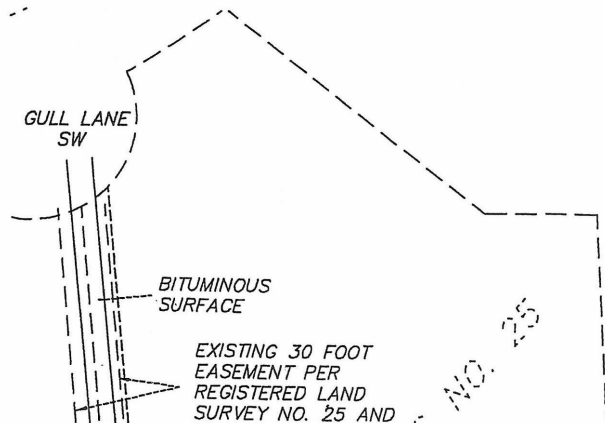 GULL LANE
SW
BITUMINOUS
SURFACE
EXISTING 30 FOOT
EASEMENT PER
REGISTERED LAND
SURVEY NO. 25 AND
NO. 25